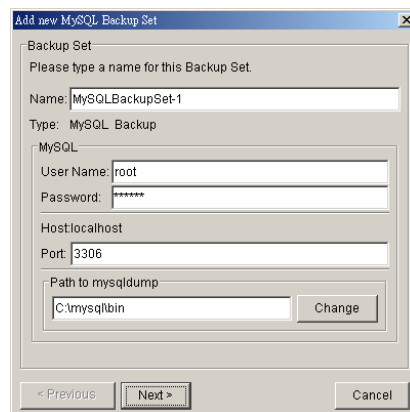 Add new MySQL Backup Set
Backup Set
Please type a name for this Backup Set.
Name: MySQLBackupSet-1
Type: MySQL Backup
MySQL
User Name: root
Password: ******
Host:localhost
Port: 3306
Path to mysqldump
C:\mysql\bin Change
< Previous Next > Cancel